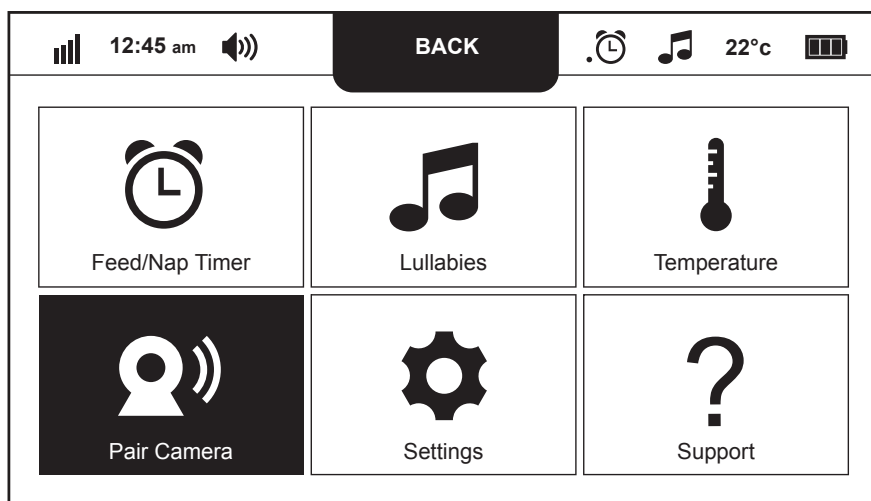 12:45 am BACK 22°c
Feed/Nap Timer Lullabies Temperature
Pair Camera Settings Support